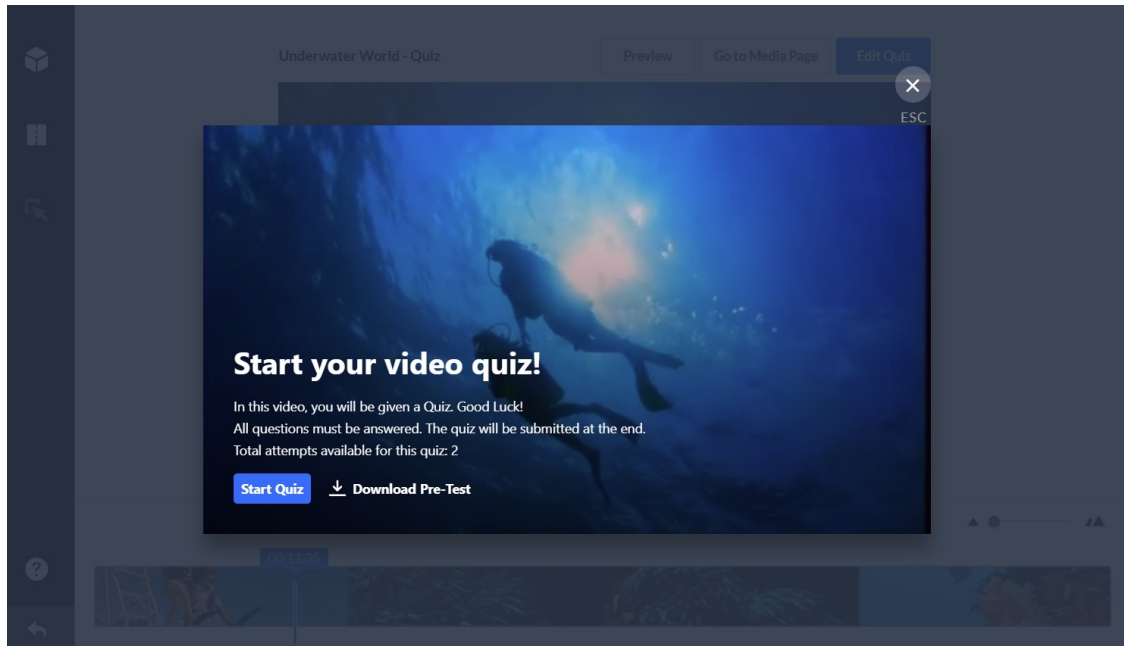 Underwater World - Quiz
Preview
Go to Media Page
Edit Quiz
ESC
Start your video quiz!
In this video, you will be given a Quiz. Good Luck!
All questions must be answered. The quiz will be submitted at the end.
Total attempts available for this quiz: 2
Start Quiz
Download Pre-Test
00:11:35